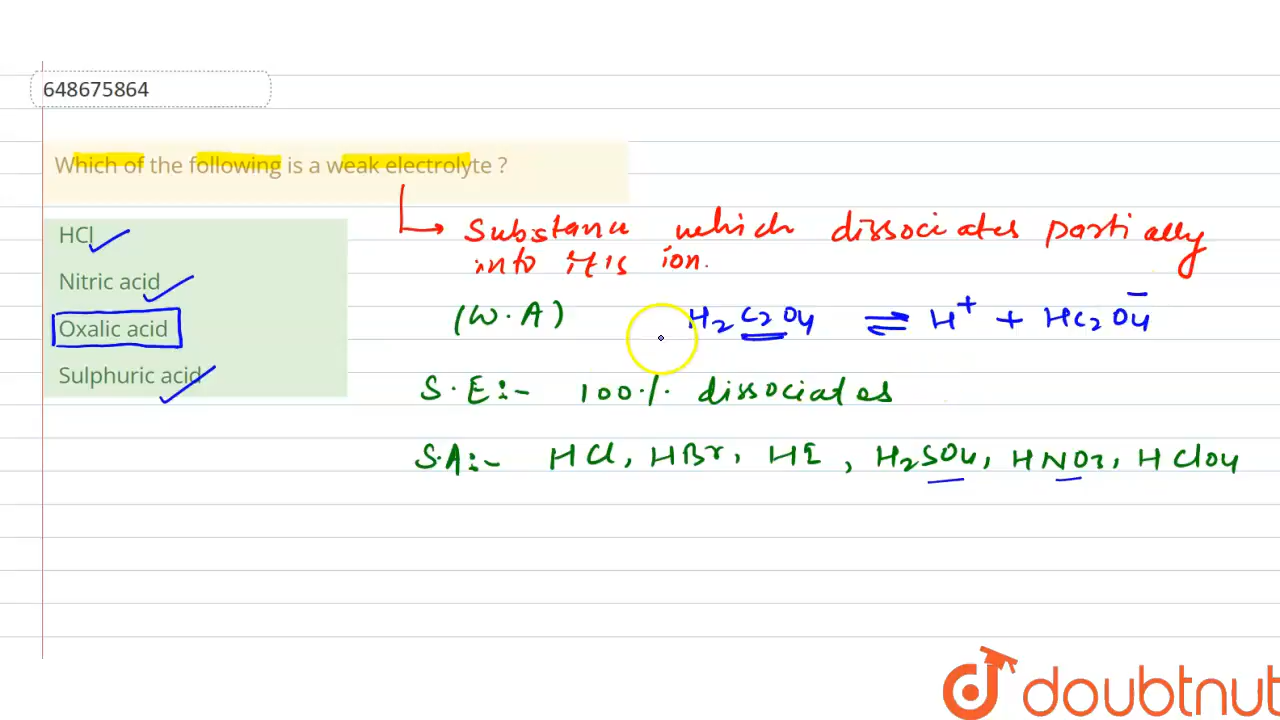 648675864
Which of the following is a weak electrolyte ?
HCl
Nitric acid
Oxalic acid
Sulphuric acid
Substance which dissociates partially
into it's ion.
(W.A) H2C2O4 ⇌ H+ + HC2O4−
S.E:- 100% dissociates
S.A:- HCl, HBr, HI, H2SO4, HNO3, HClO4
doubtnut